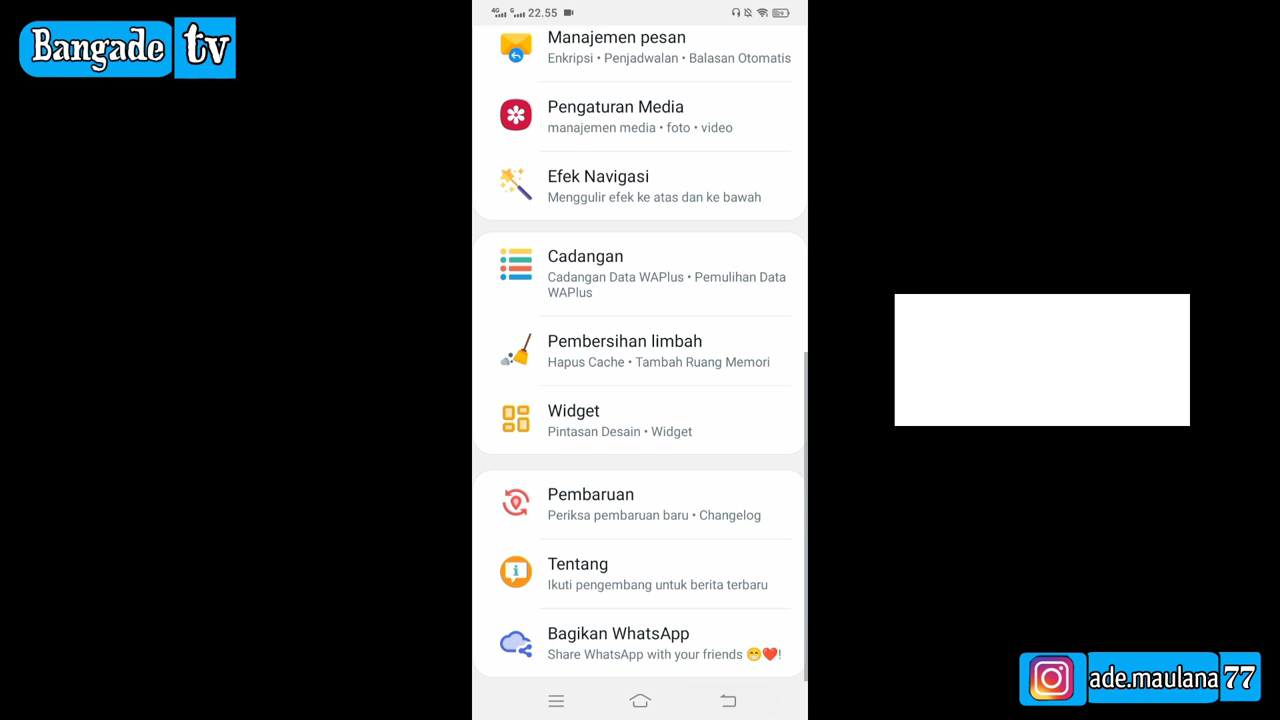 Bangade tv
4G G 22.55
Manajemen pesan
Enkripsi • Penjadwalan • Balasan Otomatis
Pengaturan Media
manajemen media • foto • video
Efek Navigasi
Menggulir efek ke atas dan ke bawah
Cadangan
Cadangan Data WAPlus • Pemulihan Data
WAPlus
Pembersihan limbah
Hapus Cache • Tambah Ruang Memori
Widget
Pintasan Desain • Widget
Pembaruan
Periksa pembaruan baru • Changelog
Tentang
Ikuti pengembang untuk berita terbaru
Bagikan WhatsApp
Share WhatsApp with your friends 😁❤️!
ade.maulana 77